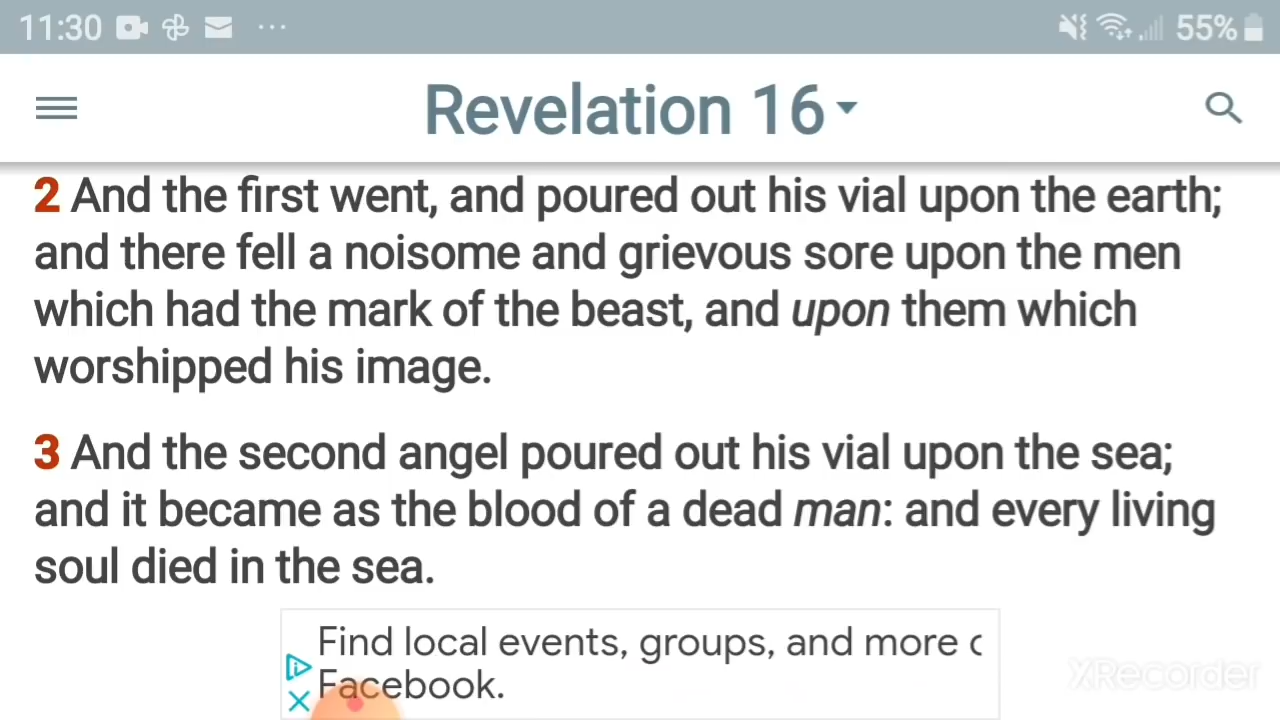 11:30 ... 55%
Revelation 16
2 And the first went, and poured out his vial upon the earth;
and there fell a noisome and grievous sore upon the men
which had the mark of the beast, and upon them which
worshipped his image.
3 And the second angel poured out his vial upon the sea;
and it became as the blood of a dead man: and every living
soul died in the sea.
Find local events, groups, and more
Facebook.
XRecorder